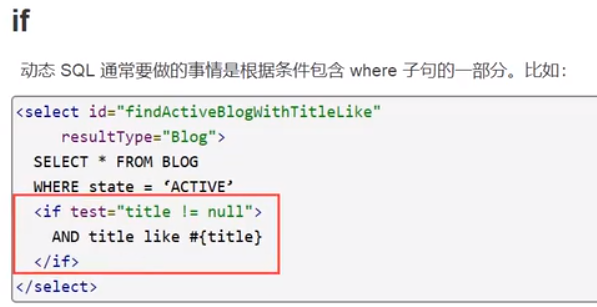 if
动态 SQL 通常要做的事情是根据条件包含 where 子句的一部分。比如：
<select id="findActiveBlogWithTitleLike"
resultType="Blog">
SELECT * FROM BLOG
WHERE state = ‘ACTIVE’
<if test="title != null">
AND title like #{title}
</if>
</select>